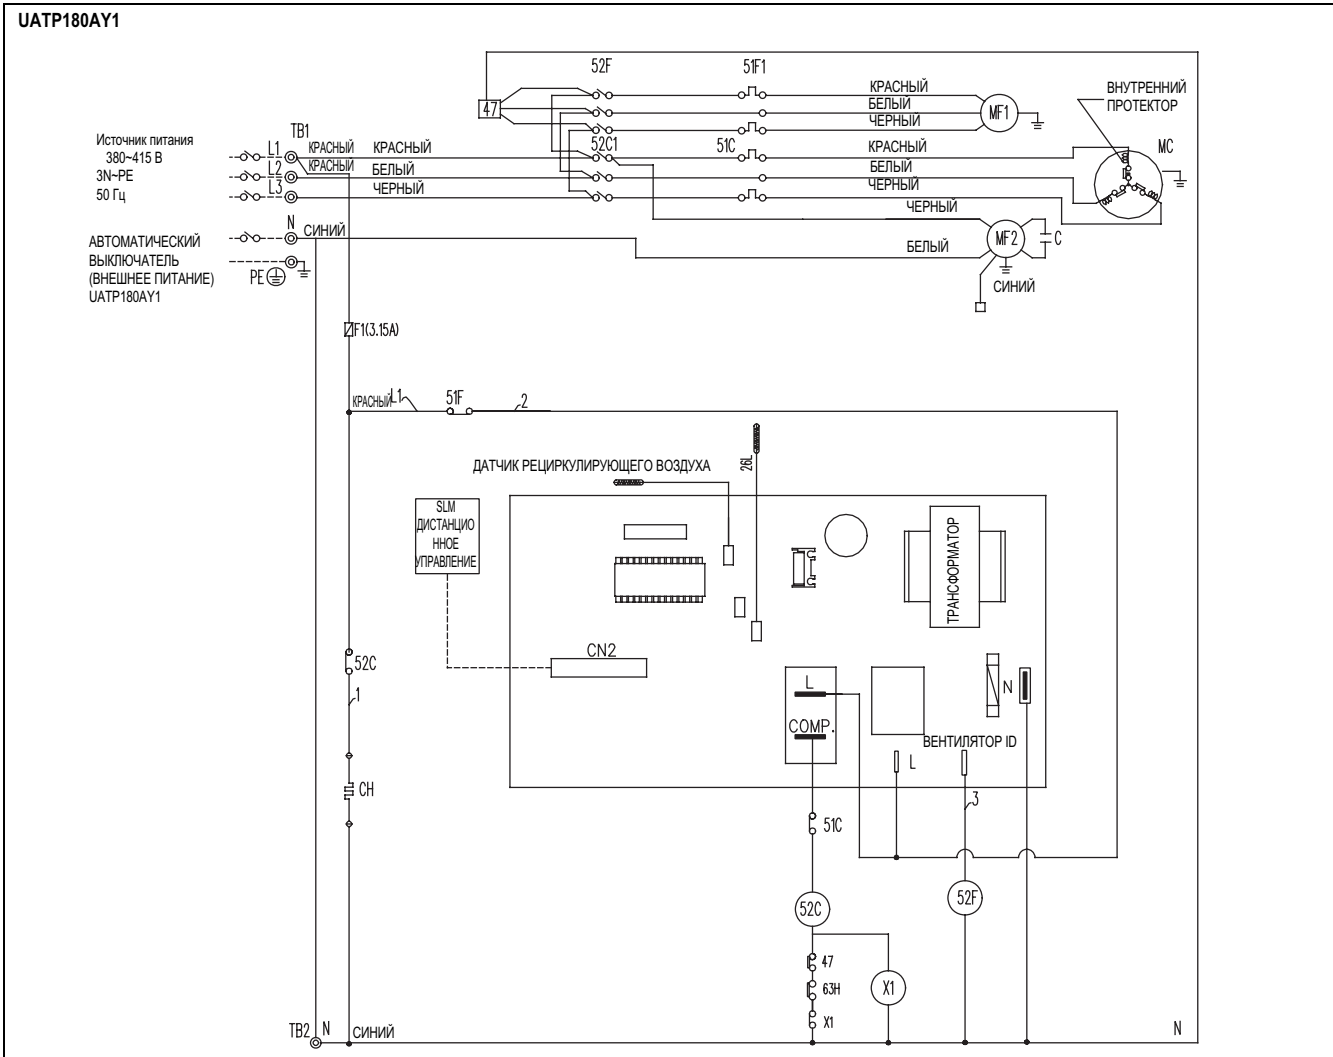 UATP180AY1
52F
51F1
КРАСНЫЙ
БЕЛЫЙ
ЧЕРНЫЙ
47
MF1
ВНУТРЕННИЙ
ПРОТЕКТОР
MC
Источник питания
380~415 В
3N~PE
50 Гц
TB1
L1
КРАСНЫЙ
КРАСНЫЙ
52C1
51C
КРАСНЫЙ
L2
КРАСНЫЙ
БЕЛЫЙ
БЕЛЫЙ
L3
ЧЕРНЫЙ
ЧЕРНЫЙ
N
СИНИЙ
ЧЕРНЫЙ
БЕЛЫЙ
MF2
C
СИНИЙ
АВТОМАТИЧЕСКИЙ
ВЫКЛЮЧАТЕЛЬ
(ВНЕШНЕЕ ПИТАНИЕ)
UATP180AY1
PE
F1(3.15A)
КРАСНЫЙ
L1
51F
2
ДАТЧИК РЕЦИРКУЛИРУЮЩЕГО ВОЗДУХА
26L
SLM
ДИСТАНЦИО
ННОЕ
УПРАВЛЕНИЕ
ТРАНСФОРМАТОР
CN2
52C
1
CH
L
COMP.
N
ВЕНТИЛЯТОР ID
L
3
51C
52C
52F
47
63H
X1
X1
TB2
N
СИНИЙ
N